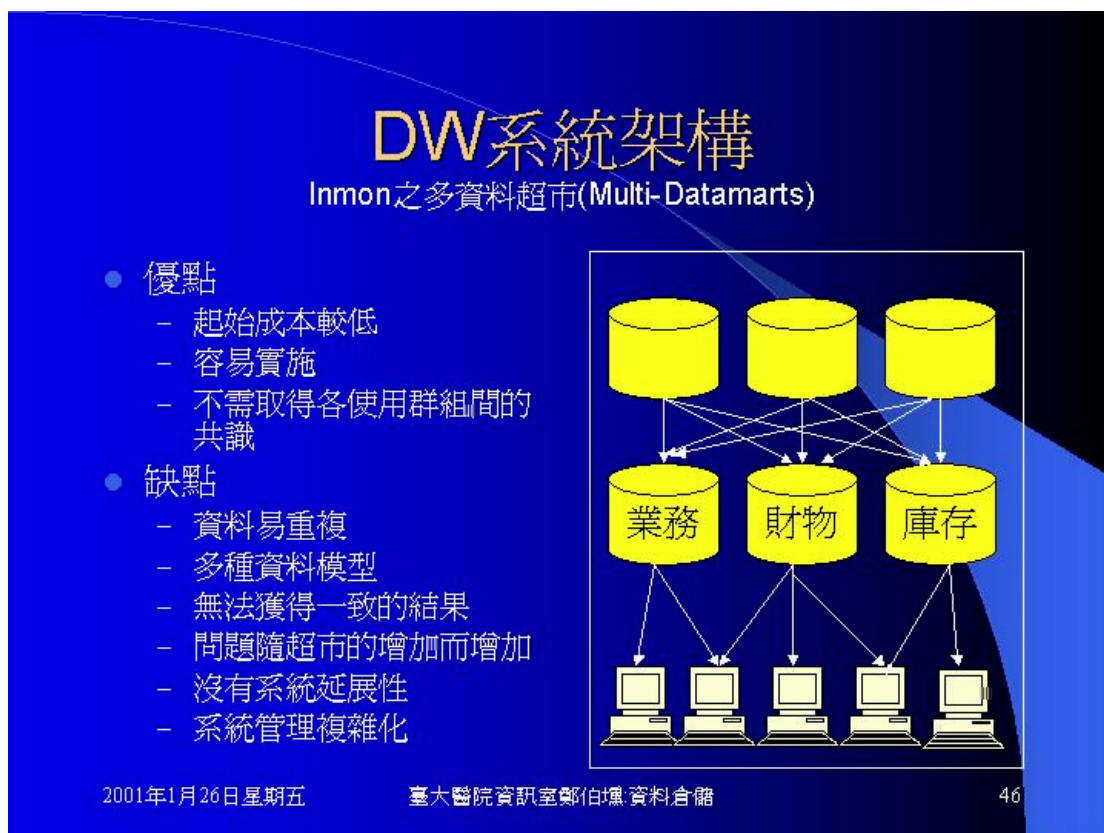 DW系統架構
Inmon之多資料超市(Multi-Datamarts)
優點
– 起始成本較低
– 容易實施
– 不需取得各使用群組間的
共識
缺點
– 資料易重複
– 多種資料模型
– 無法獲得一致的結果
– 問題隨超市的增加而增加
– 沒有系統延展性
– 系統管理複雜化
業務
財物
庫存
2001年1月26日星期五
臺大醫院資訊室鄭伯壎:資料倉儲
46